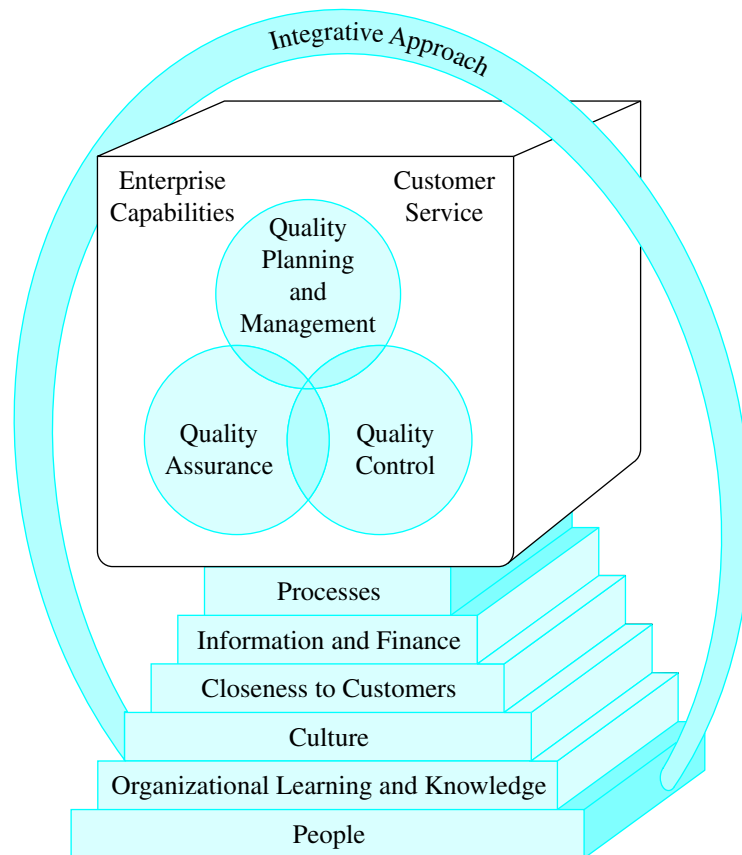 Integrative Approach
Enterprise
Capabilities
Customer
Service
Quality
Planning
and
Management
Quality
Assurance
Quality
Control
Processes
Information and Finance
Closeness to Customers
Culture
Organizational Learning and Knowledge
People